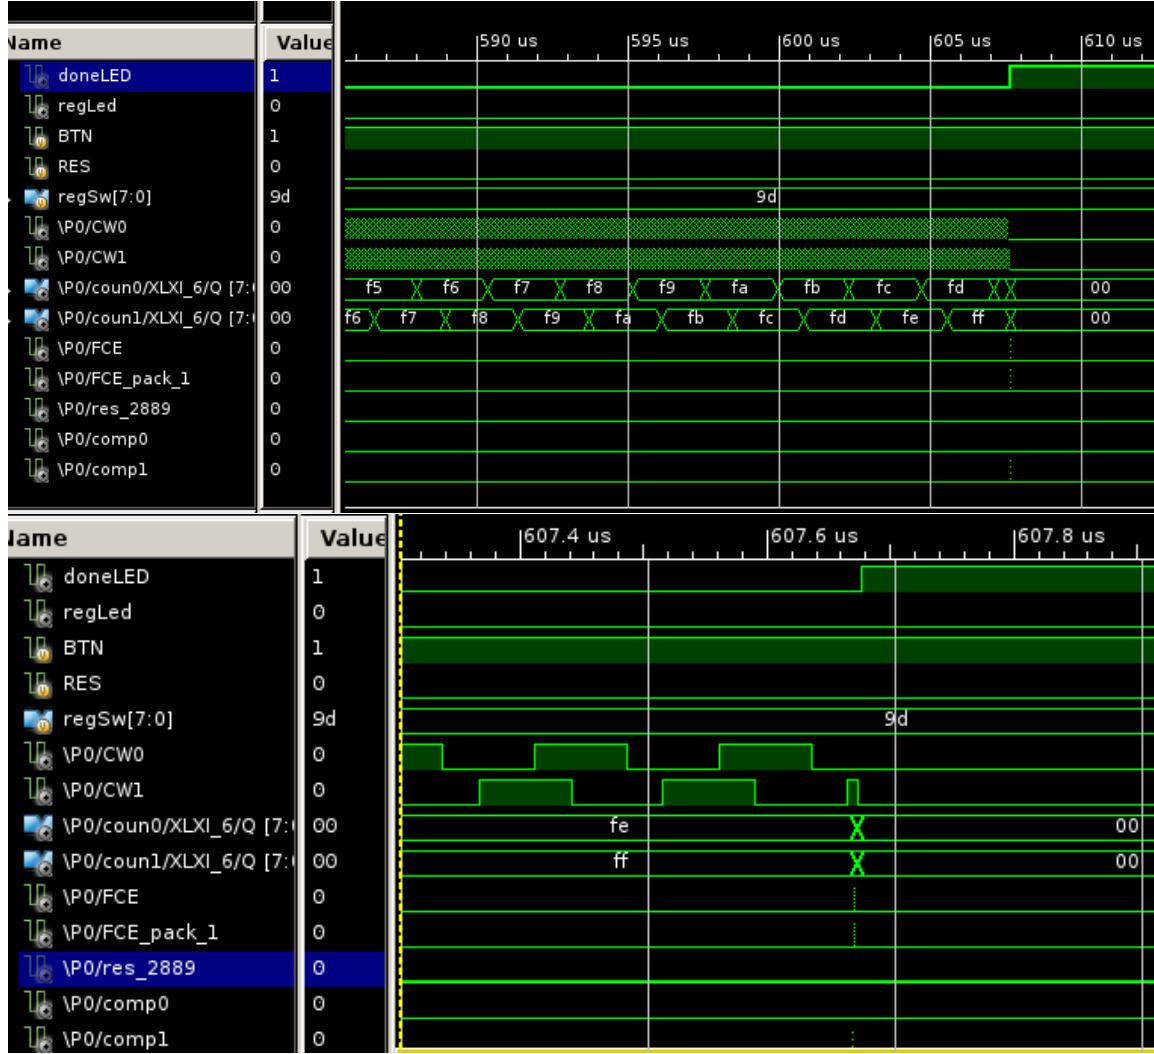 Name Value 590 us 595 us 600 us 605 us 610 us
doneLED 1
regLed 0
BTN 1
RES 0
regSw[7:0] 9d 9d
\P0/CW0 0
\P0/CW1 0
\P0/coun0/XLXI_6/Q [7: 00 f5 f6 f7 f8 f9 fa fb fc fd 00
\P0/coun1/XLXI_6/Q [7: 00 f6 f7 f8 f9 fa fb fc fd fe ff 00
\P0/FCE 0
\P0/FCE_pack_1 0
\P0/res_2889 0
\P0/comp0 0
\P0/comp1 0
Name Value 607.4 us 607.6 us 607.8 us
doneLED 1
regLed 0
BTN 1
RES 0
regSw[7:0] 9d 9d
\P0/CW0 0
\P0/CW1 0
\P0/coun0/XLXI_6/Q [7: 00 fe 00
\P0/coun1/XLXI_6/Q [7: 00 ff 00
\P0/FCE 0
\P0/FCE_pack_1 0
\P0/res_2889 0
\P0/comp0 0
\P0/comp1 0